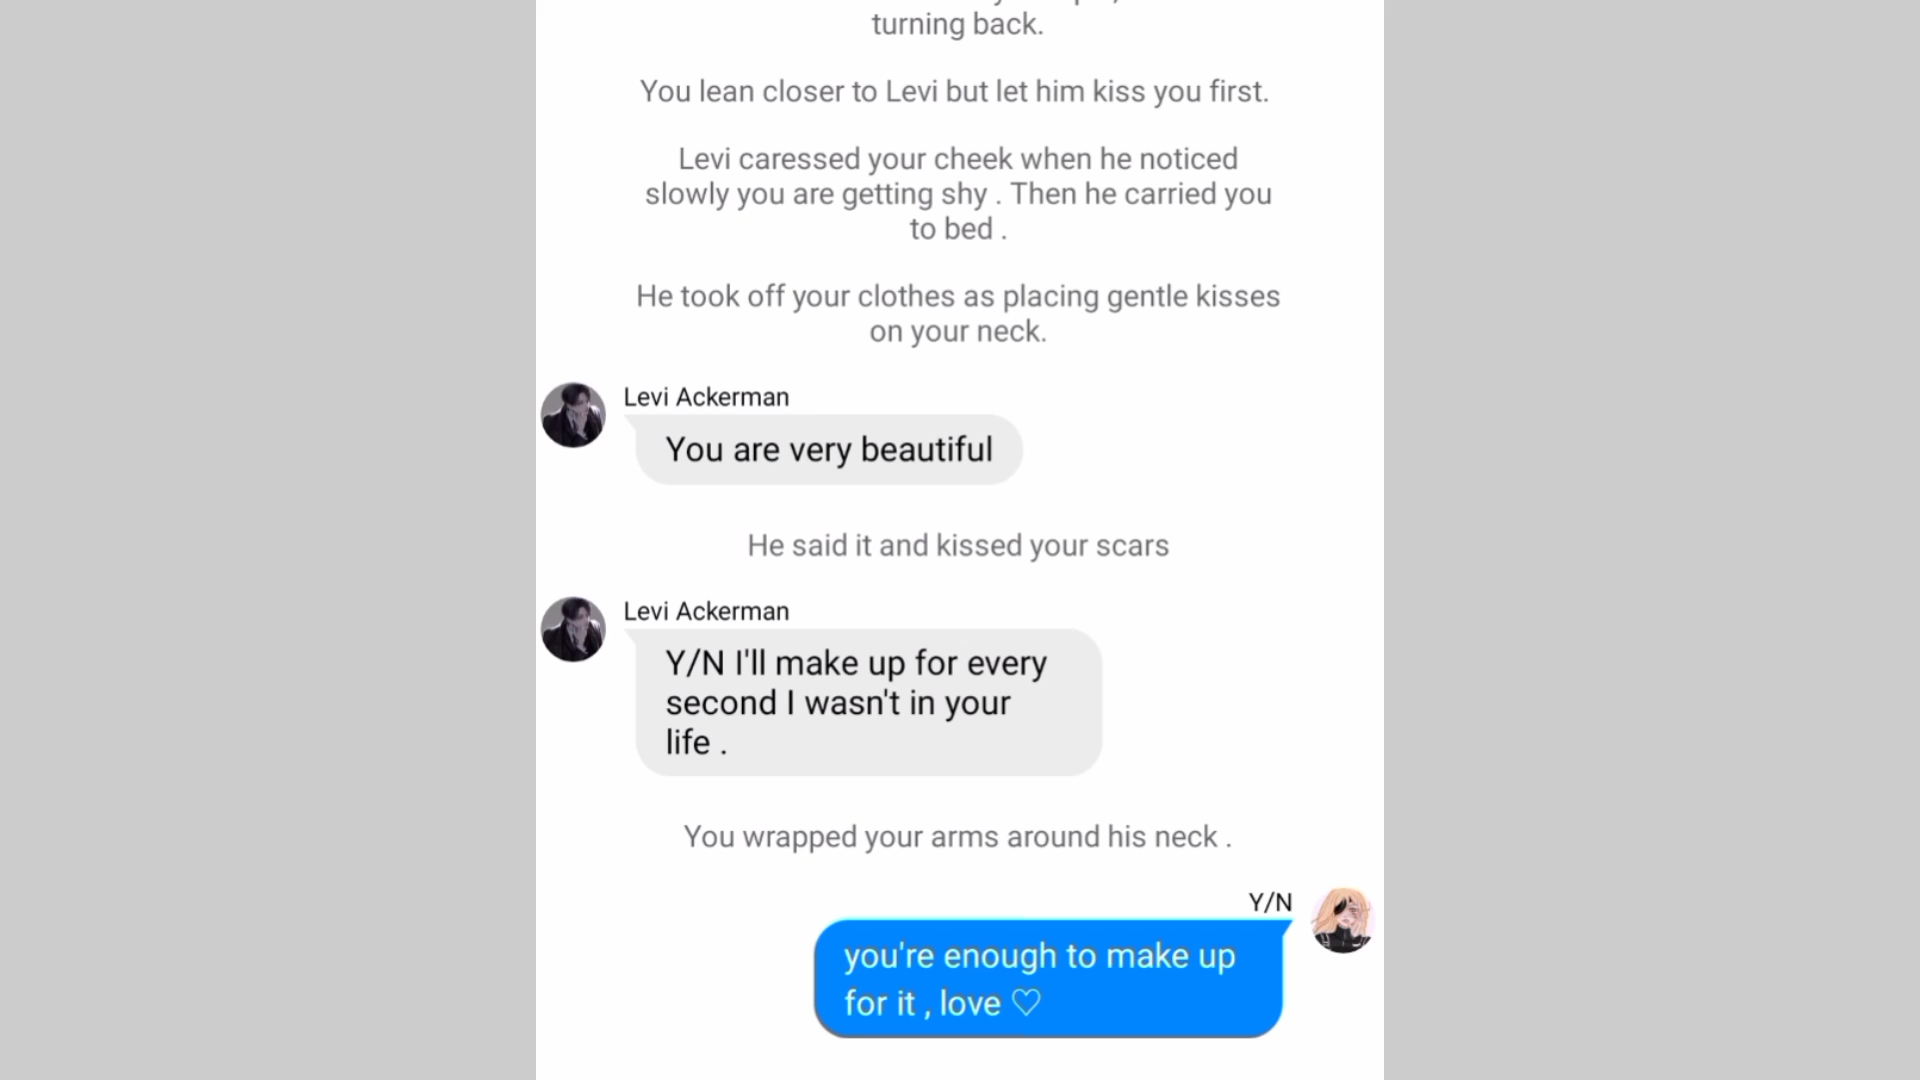 turning back.
You lean closer to Levi but let him kiss you first.
Levi caressed your cheek when he noticed
slowly you are getting shy . Then he carried you
to bed .
He took off your clothes as placing gentle kisses
on your neck.
Levi Ackerman
You are very beautiful
He said it and kissed your scars
Levi Ackerman
Y/N I'll make up for every
second I wasn't in your
life .
You wrapped your arms around his neck .
Y/N
you're enough to make up
for it , love ♡